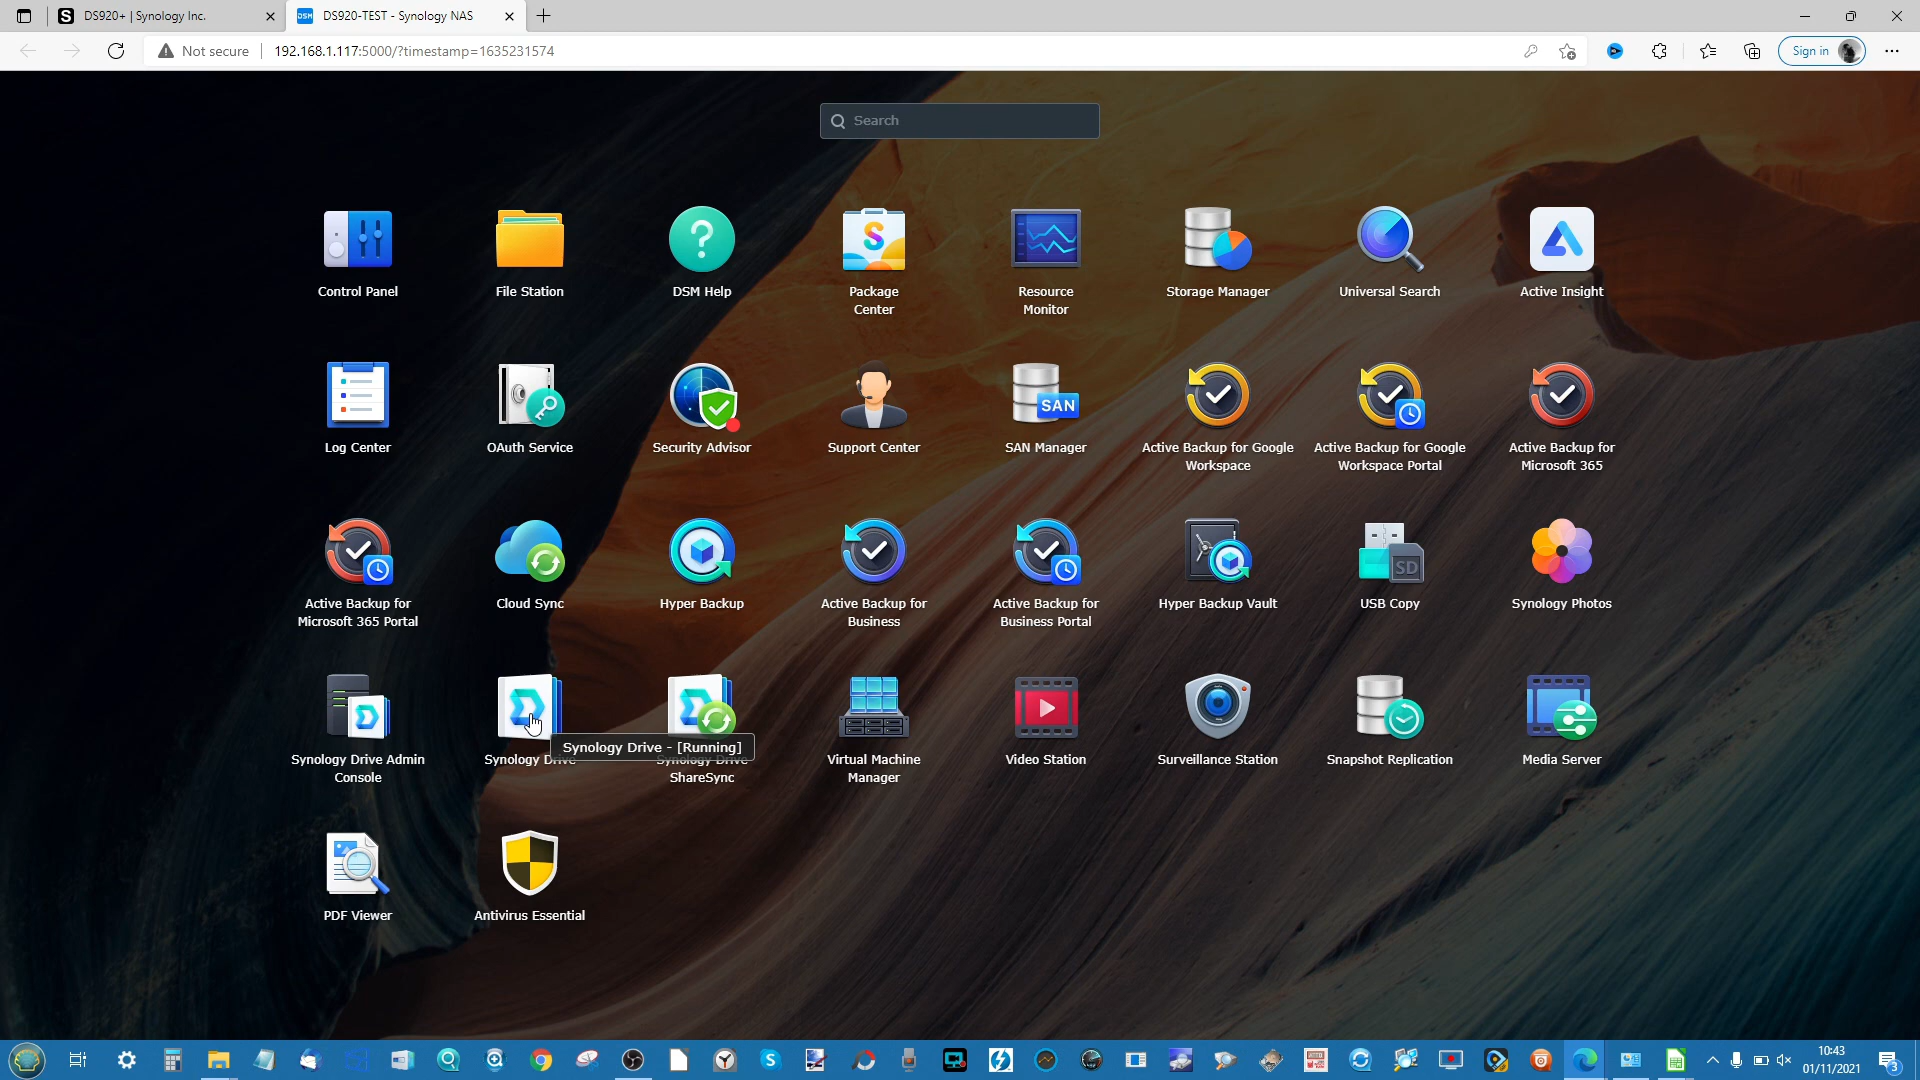 DS920+ | Synology Inc.
DS920-TEST - Synology NAS
Not secure
192.168.1.117:5000/?timestamp=1635231574
Sign in
Search
Control Panel
File Station
DSM Help
Package
Center
Resource
Monitor
Storage Manager
Universal Search
Active Insight
SAN
Log Center
OAuth Service
Security Advisor
Support Center
SAN Manager
Active Backup for Google
Workspace
Active Backup for Google
Workspace Portal
Active Backup for
Microsoft 365
SD
Active Backup for
Microsoft 365 Portal
Cloud Sync
Hyper Backup
Active Backup for
Business
Active Backup for
Business Portal
Hyper Backup Vault
USB Copy
Synology Photos
Synology Drive - [Running]
Synology Drive Admin
Console
Synology Drive
Synology Drive
ShareSync
Virtual Machine
Manager
Video Station
Surveillance Station
Snapshot Replication
Media Server
PDF Viewer
Antivirus Essential
10:43
01/11/2021
3